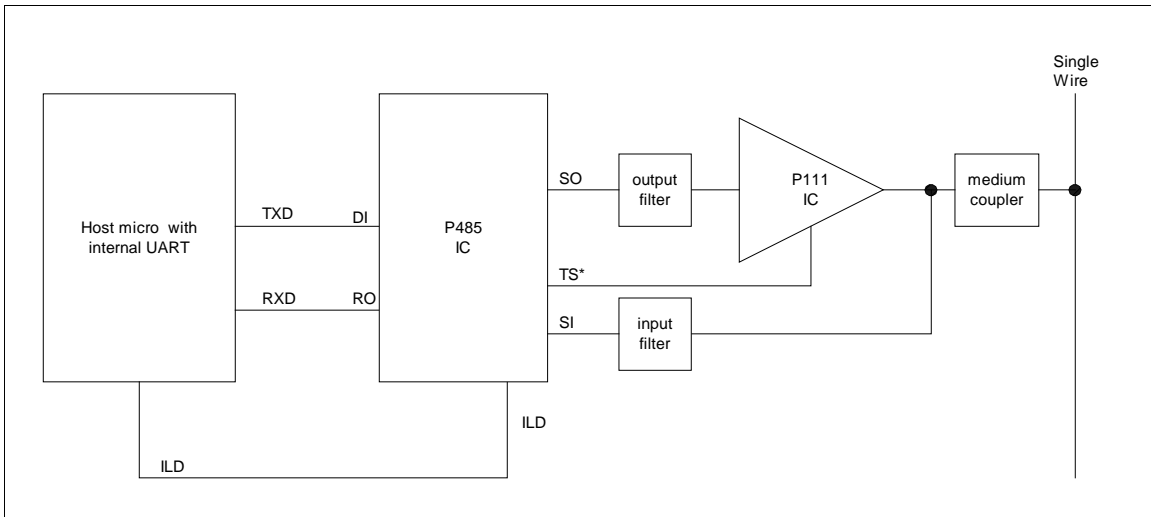 Single
Wire
SO
output
filter
P111
IC
medium
coupler
Host micro with
internal UART
TXD
DI
P485
IC
TS*
RXD
RO
SI
input
filter
ILD
ILD